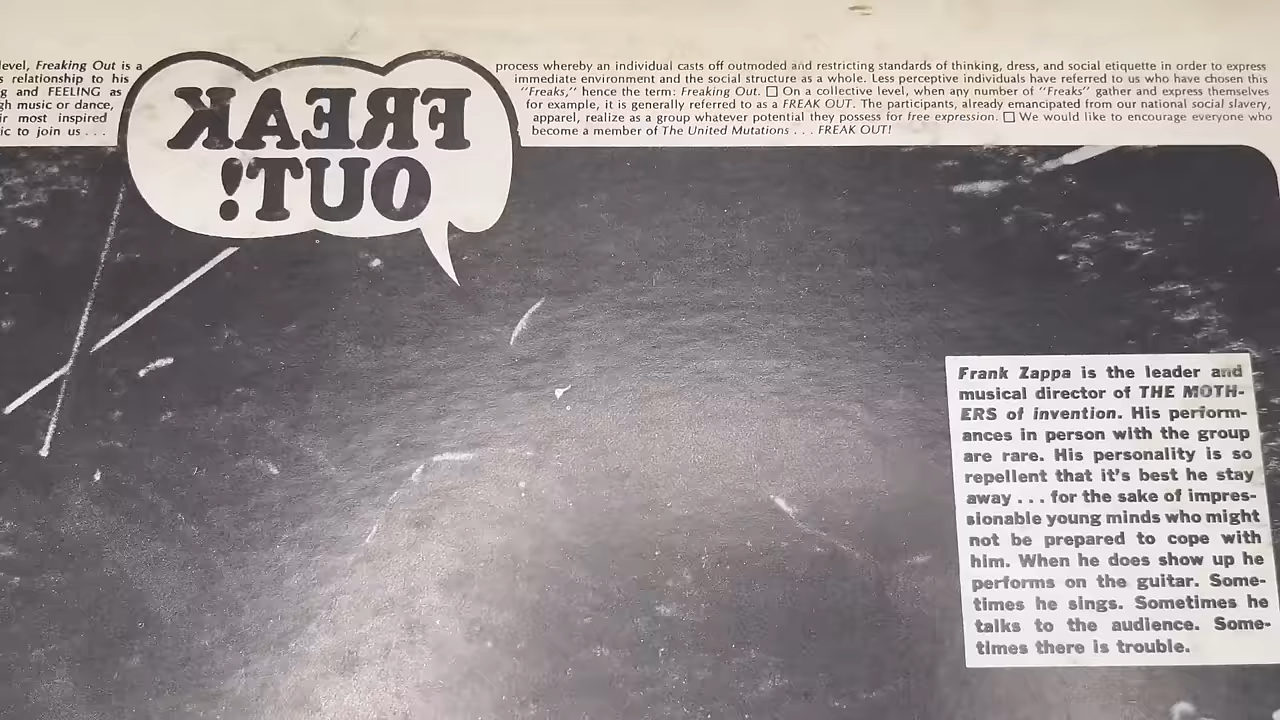 level, Freaking Out is a
s relationship to his
g and FEELING as
gh music or dance,
ir most inspired
ic to join us . . .
FREAK
OUT!
process whereby an individual casts off outmoded and restricting standards of thinking, dress, and social etiquette in order to express
immediate environment and the social structure as a whole. Less perceptive individuals have referred to us who have chosen this
"Freaks," hence the term: Freaking Out. □ On a collective level, when any number of "Freaks" gather and express themselves
for example, it is generally referred to as a FREAK OUT. The participants, already emancipated from our national social slavery,
apparel, realize as a group whatever potential they possess for free expression. □ We would like to encourage everyone who
become a member of The United Mutations . . . FREAK OUT!
Frank Zappa is the leader and
musical director of THE MOTH-
ERS of invention. His perform-
ances in person with the group
are rare. His personality is so
repellent that it's best he stay
away . . . for the sake of impres-
sionable young minds who might
not be prepared to cope with
him. When he does show up he
performs on the guitar. Some-
times he sings. Sometimes he
talks to the audience. Some-
times there is trouble.